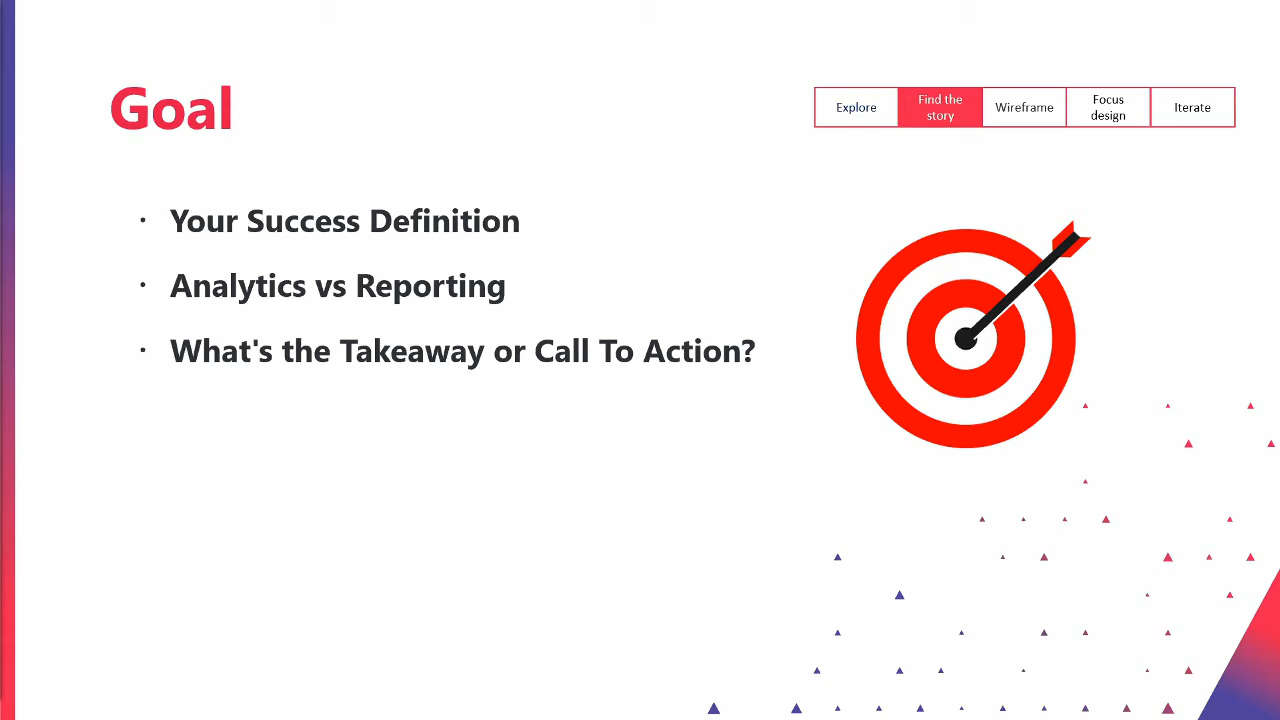 Goal
Explore
Find the
story
Wireframe
Focus
design
Iterate
· Your Success Definition
· Analytics vs Reporting
· What's the Takeaway or Call To Action?